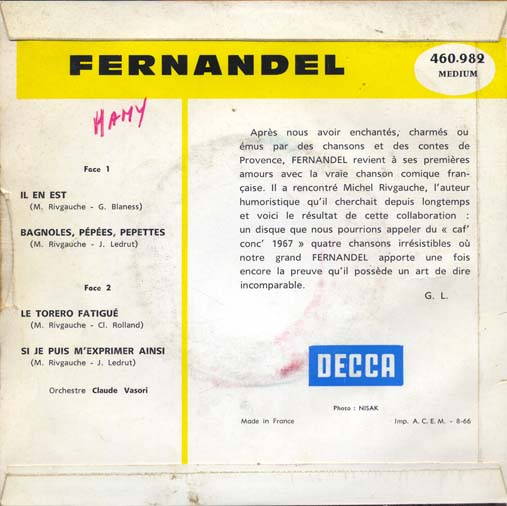 FERNANDEL
460.982
MEDIUM
HAMY
Face 1
IL EN EST
(M. Rivgauche - G. Blaness)
BAGNOLES, PÉPÉES, PEPETTES
(M. Rivgauche - J. Ledrut)
Face 2
LE TORERO FATIGUÉ
(M. Rivgauche - Cl. Rolland)
SI JE PUIS M'EXPRIMER AINSI
(M. Rivgauche - J. Ledrut)
Orchestre Claude Vasori
Après nous avoir enchantés, charmés ou
émus par des chansons et des contes de
Provence, FERNANDEL revient à ses premières
amours avec la vraie chanson comique fran-
çaise. Il a rencontré Michel Rivgauche, l'auteur
humoristique qu'il cherchait depuis longtemps
et voici le résultat de cette collaboration :
un disque que nous pourrions appeler du « caf'
conc' 1967 » quatre chansons irrésistibles où
notre grand FERNANDEL apporte une fois
encore la preuve qu'il possède un art de dire
incomparable.
G. L.
DECCA
Photo : NISAK
Made in France
Imp. A. C. E. M. - 8-66